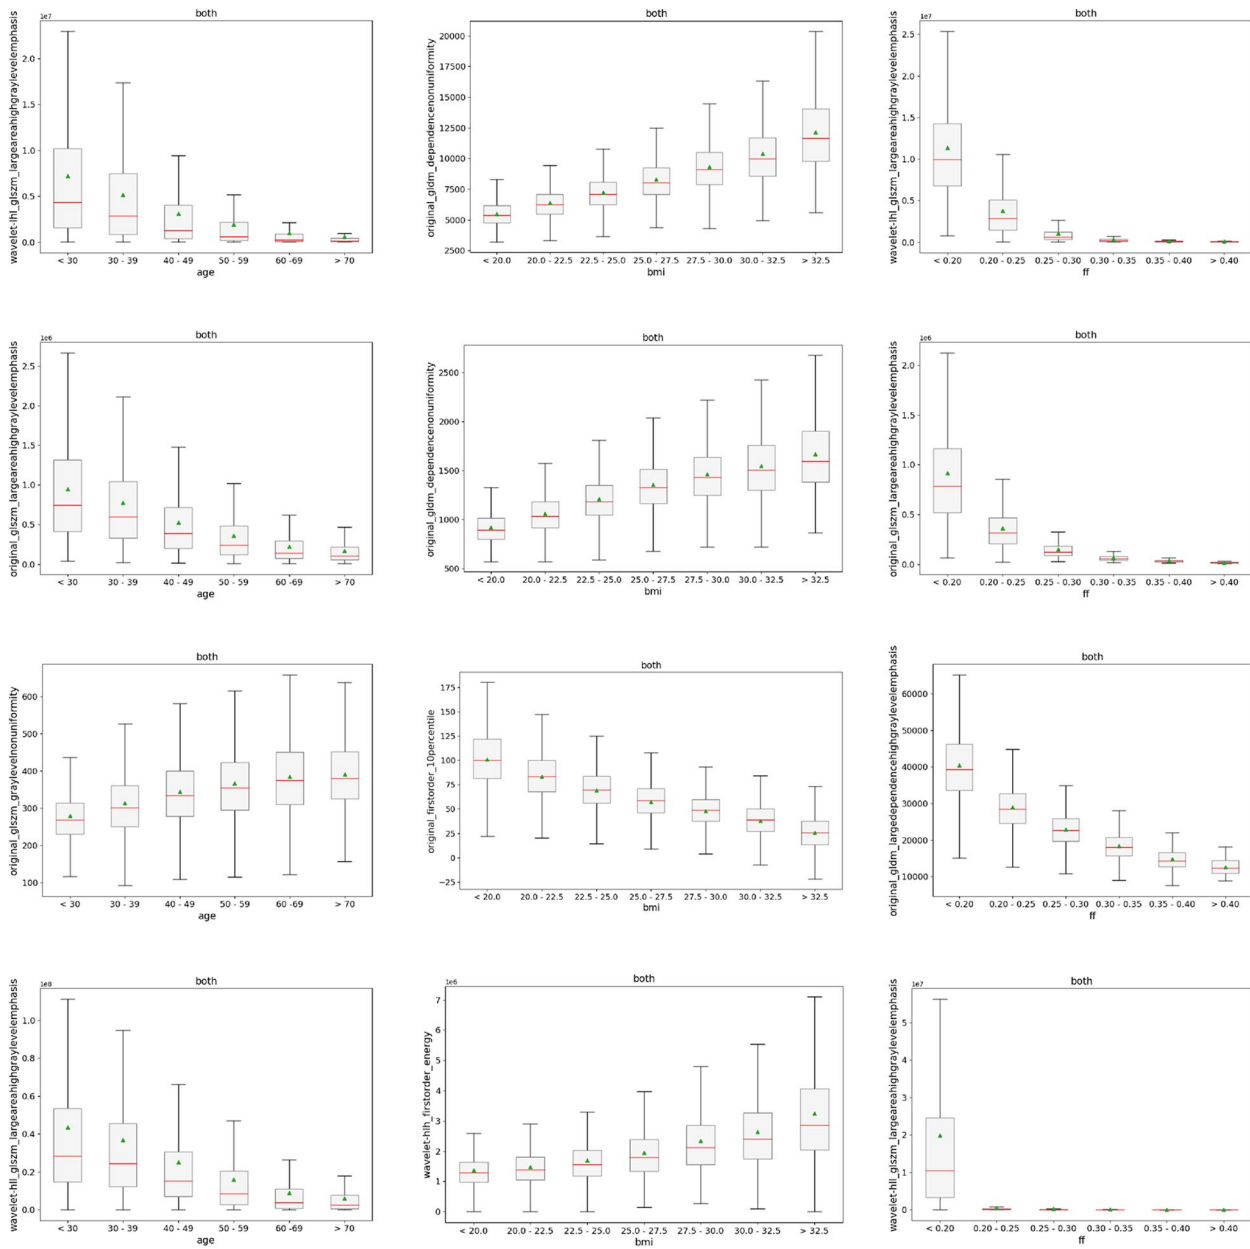 both
1e7
wavelet-lhl_glszm_largeareahighgraylevelemphasis
2.0
1.5
1.0
0.5
0.0
< 30 30 - 39 40 - 49 50 - 59 60 -69 > 70
age
both
original_gldm_dependencenonuniformity
20000
17500
15000
12500
10000
7500
5000
2500
< 20.0 20.0 - 22.5 22.5 - 25.0 25.0 - 27.5 27.5 - 30.0 30.0 - 32.5 > 32.5
bmi
both
1e7
wavelet-lhl_glszm_largeareahighgraylevelemphasis
2.5
2.0
1.5
1.0
0.5
0.0
< 0.20 0.20 - 0.25 0.25 - 0.30 0.30 - 0.35 0.35 - 0.40 > 0.40
ff
both
1e6
original_glszm_largeareahighgraylevelemphasis
2.5
2.0
1.5
1.0
0.5
0.0
< 30 30 - 39 40 - 49 50 - 59 60 -69 > 70
age
both
original_gldm_dependencenonuniformity
2500
2000
1500
1000
500
< 20.0 20.0 - 22.5 22.5 - 25.0 25.0 - 27.5 27.5 - 30.0 30.0 - 32.5 > 32.5
bmi
both
1e6
original_glszm_largeareahighgraylevelemphasis
2.0
1.5
1.0
0.5
0.0
< 0.20 0.20 - 0.25 0.25 - 0.30 0.30 - 0.35 0.35 - 0.40 > 0.40
ff
both
original_glszm_graylevelnonuniformity
600
500
400
300
200
100
< 30 30 - 39 40 - 49 50 - 59 60 -69 > 70
age
both
original_firstorder_10percentile
175
150
125
100
75
50
25
0
−25
< 20.0 20.0 - 22.5 22.5 - 25.0 25.0 - 27.5 27.5 - 30.0 30.0 - 32.5 > 32.5
bmi
both
original_gldm_largedependencehighgraylevelemphasis
60000
50000
40000
30000
20000
10000
< 0.20 0.20 - 0.25 0.25 - 0.30 0.30 - 0.35 0.35 - 0.40 > 0.40
ff
both
1e8
wavelet-hll_glszm_largeareahighgraylevelemphasis
1.0
0.8
0.6
0.4
0.2
0.0
< 30 30 - 39 40 - 49 50 - 59 60 -69 > 70
age
both
1e6
wavelet-hlh_firstorder_energy
7
6
5
4
3
2
1
0
< 20.0 20.0 - 22.5 22.5 - 25.0 25.0 - 27.5 27.5 - 30.0 30.0 - 32.5 > 32.5
bmi
both
1e7
wavelet-hll_glszm_largeareahighgraylevelemphasis
5
4
3
2
1
0
< 0.20 0.20 - 0.25 0.25 - 0.30 0.30 - 0.35 0.35 - 0.40 > 0.40
ff